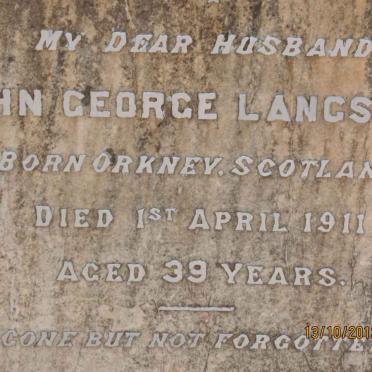 MY DEAR HUSBAND
HN GEORGE LANGS
BORN ORKNEY, SCOTLAN
DIED 1ST APRIL 1911
AGED 39 YEARS.
GONE BUT NOT FORGOTTE
13/10/201